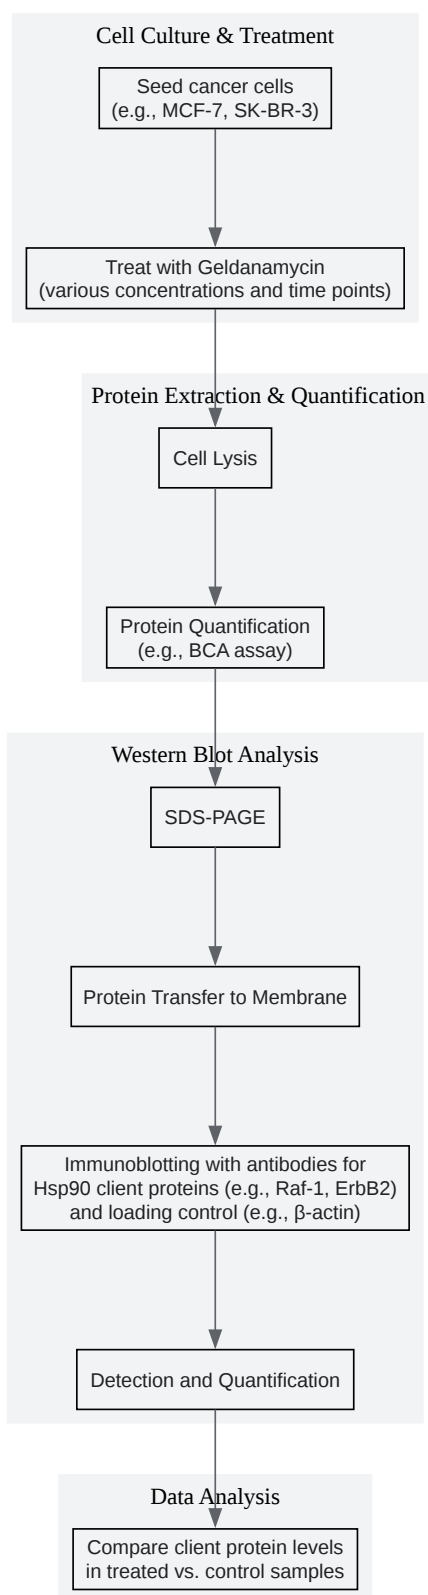 Cell Culture & Treatment
Seed cancer cells
(e.g., MCF-7, SK-BR-3)
Treat with Geldanamycin
(various concentrations and time points)
Protein Extraction & Quantification
Cell Lysis
Protein Quantification
(e.g., BCA assay)
Western Blot Analysis
SDS-PAGE
Protein Transfer to Membrane
Immunoblotting with antibodies for
Hsp90 client proteins (e.g., Raf-1, ErbB2)
and loading control (e.g., β-actin)
Detection and Quantification
Data Analysis
Compare client protein levels
in treated vs. control samples